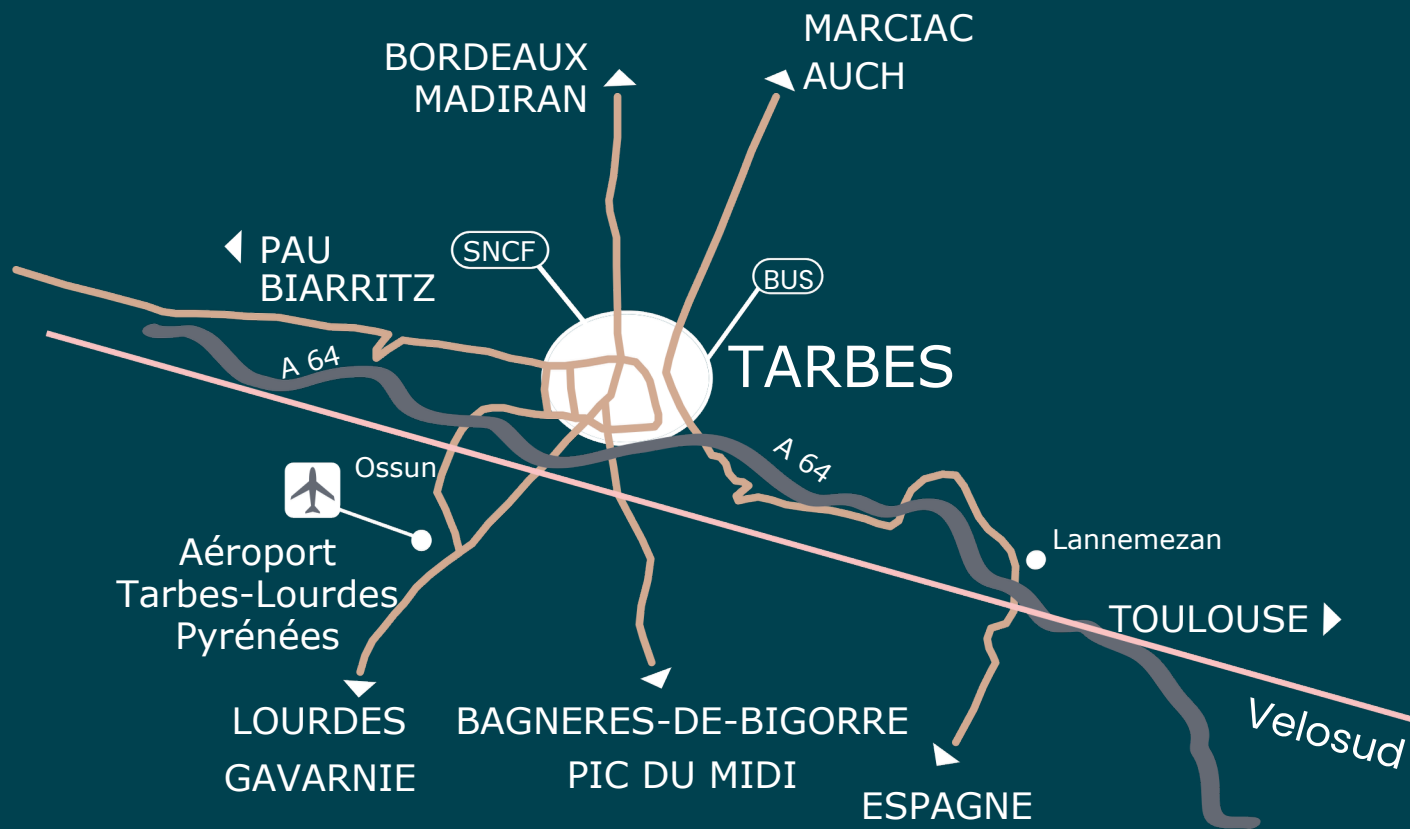 MARCIAC
AUCH
BORDEAUX
MADIRAN
PAU
BIARRITZ
SNCF
BUS
TARBES
A 64
A 64
Ossun
Aéroport
Tarbes-Lourdes
Pyrénées
Lannemezan
TOULOUSE
LOURDES
GAVARNIE
BAGNERES-DE-BIGORRE
PIC DU MIDI
ESPAGNE
Velosud